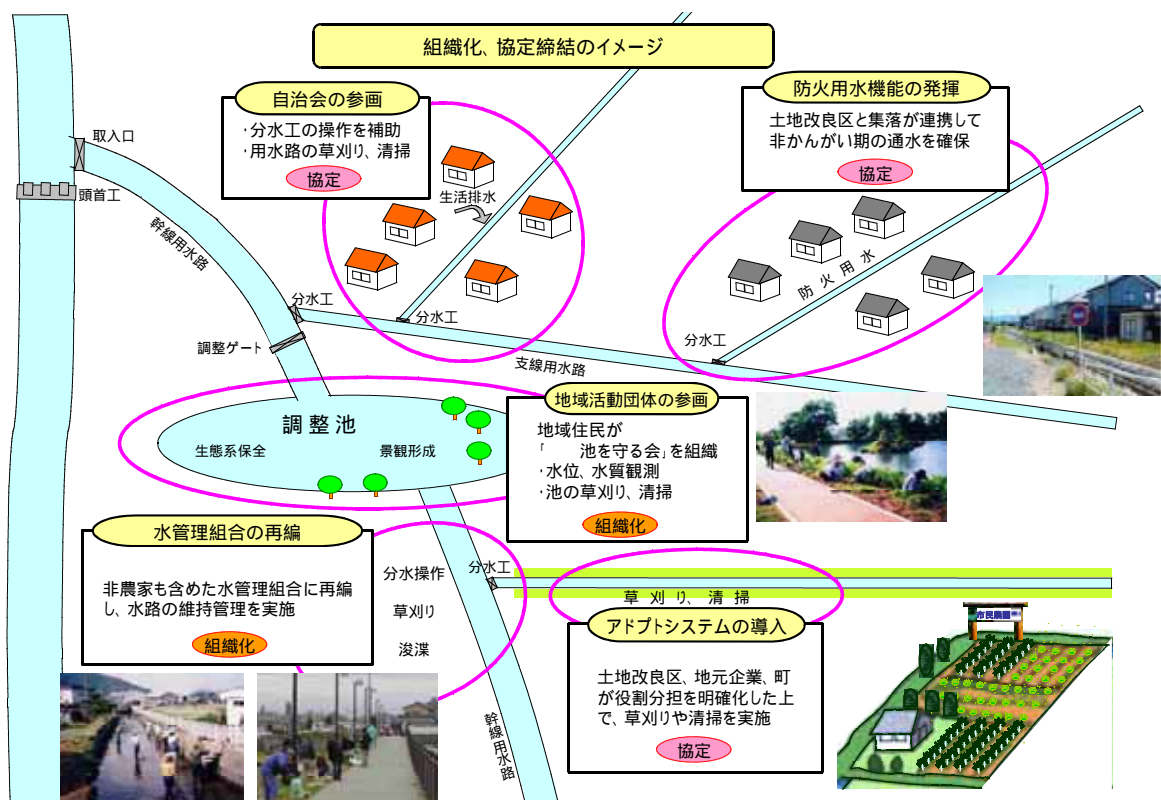 組織化、協定締結のイメージ
自治会の参画
・分水工の操作を補助
・用水路の草刈り、清掃
協定
防火用水機能の発揮
土地改良区と集落が連携して
非かんがい期の通水を確保
協定
取入口
頭首工
幹線用水路
生活排水
分水工
分水工
防火用水
分水工
調整ゲート
支線用水路
調整池
生態系保全
景観形成
地域活動団体の参画
地域住民が
「　　池を守る会」を組織
・水位、水質観測
・池の草刈り、清掃
組織化
水管理組合の再編
非農家も含めた水管理組合に再編
し、水路の維持管理を実施
組織化
分水操作
草刈り
浚渫
分水工
草刈り、清掃
アドプトシステムの導入
土地改良区、地元企業、町
が役割分担を明確化した上
で、草刈りや清掃を実施
協定
幹線用水路
市民農園